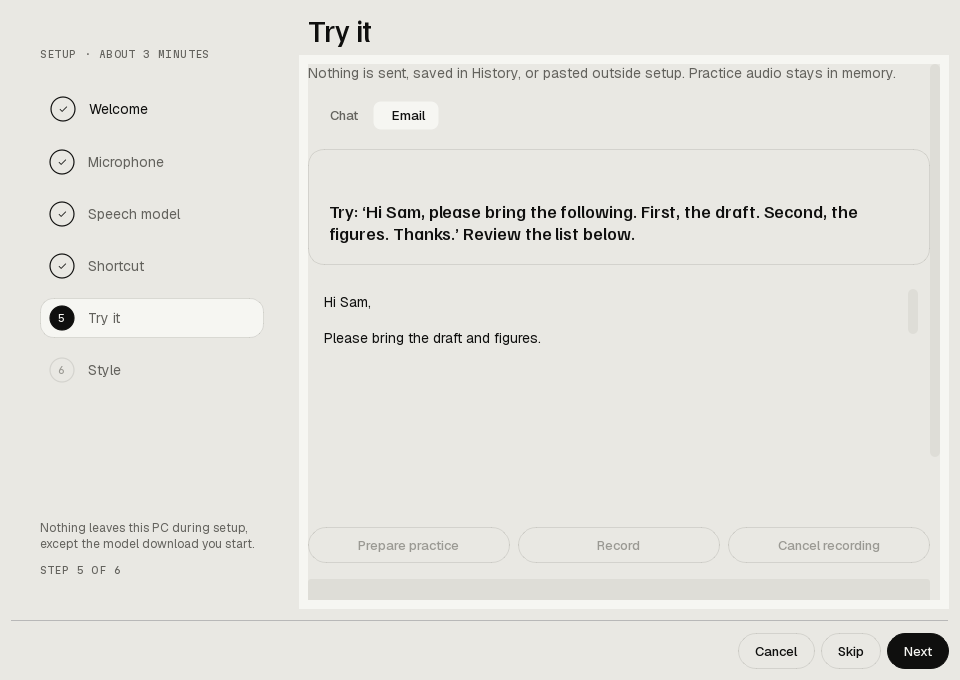 Try it
SETUP · ABOUT 3 MINUTES
Welcome
Microphone
Speech model
Shortcut
5 Try it
6 Style
Nothing leaves this PC during setup,
except the model download you start.
STEP 5 OF 6
Nothing is sent, saved in History, or pasted outside setup. Practice audio stays in memory.
Chat Email
Try: ‘Hi Sam, please bring the following. First, the draft. Second, the
figures. Thanks.’ Review the list below.
Hi Sam,
Please bring the draft and figures.
Prepare practice Record Cancel recording
Cancel Skip Next